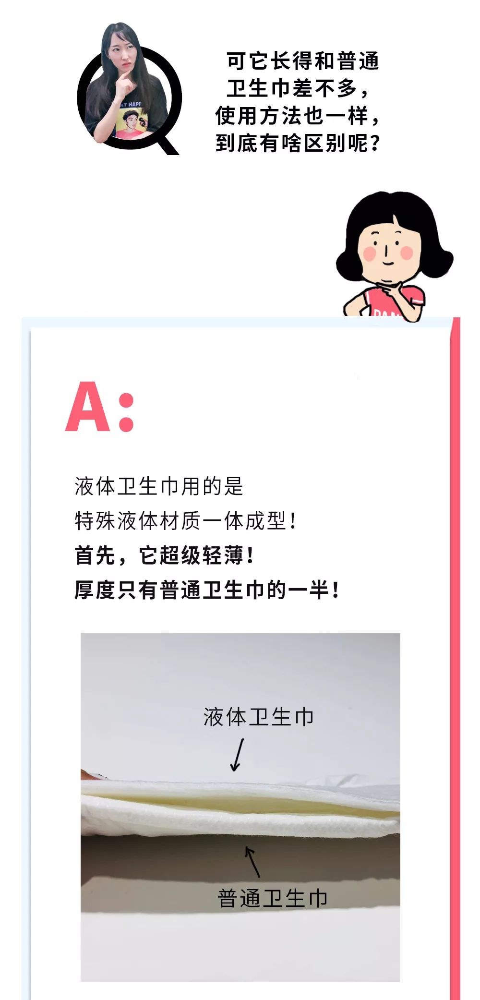 AT HAPP
可它长得和普通
卫生巾差不多，
使用方法也一样，
到底有啥区别呢？
A:
液体卫生巾用的是
特殊液体材质一体成型！
首先，它超级轻薄！
厚度只有普通卫生巾的一半！
液体卫生巾
普通卫生巾